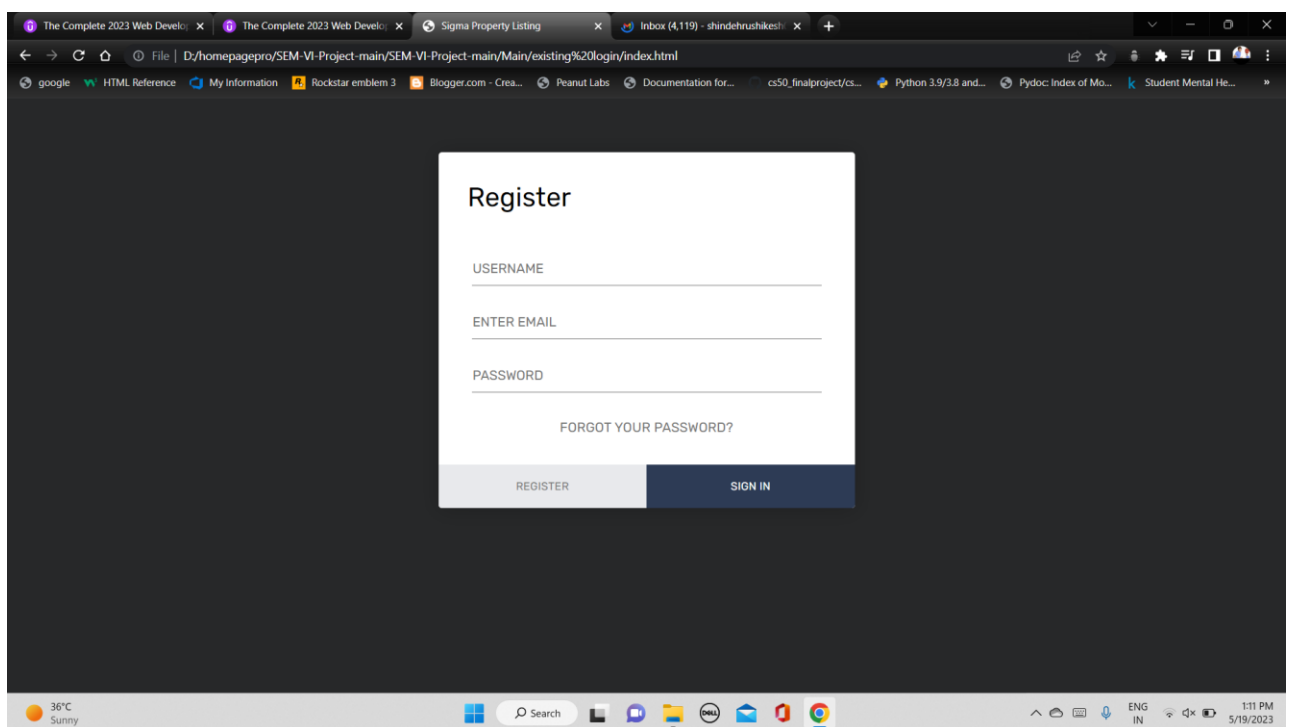 The Complete 2023 Web Develop
The Complete 2023 Web Develop
Sigma Property Listing
Inbox (4,119) - shindehrushikesh
File | D:/homepagepro/SEM-VI-Project-main/SEM-VI-Project-main/Main/existing%20login/index.html
google
HTML Reference
My Information
Rockstar emblem 3
Blogger.com - Crea...
Peanut Labs
Documentation for...
cs50_finalproject/cs...
Python 3.9/3.8 and...
Pydoc: Index of Mo...
Student Mental He...
»
Register
USERNAME
ENTER EMAIL
PASSWORD
FORGOT YOUR PASSWORD?
REGISTER
SIGN IN
36°C
Sunny
Search
DELL
ENG
IN
1:11 PM
5/19/2023